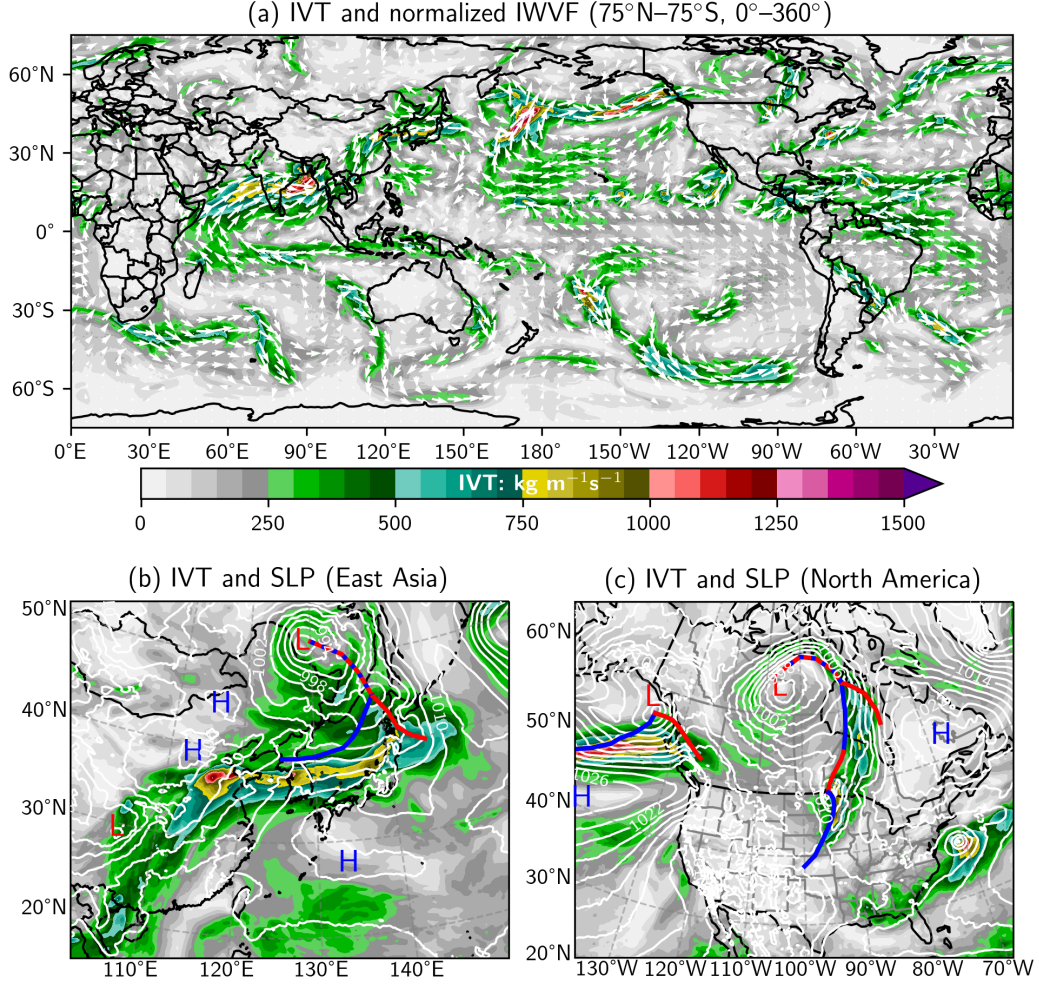 (a) IVT and normalized IWVF (75°N–75°S, 0°–360°)
60°N
30°N
0°
30°S
60°S
0°E 30°E 60°E 90°E 120°E 150°E 180° 150°W 120°W 90°W 60°W 30°W
IVT: kg m⁻¹s⁻¹
0 250 500 750 1000 1250 1500
(b) IVT and SLP (East Asia)
50°N
40°N
30°N
20°N
L
1002
998
1010
H
H
L
H
110°E 120°E 130°E 140°E
(c) IVT and SLP (North America)
60°N
50°N
40°N
30°N
20°N
L
L
1002
1014
H
1026
H
1022
130°W 120°W 110°W 100°W 90°W 80°W 70°W